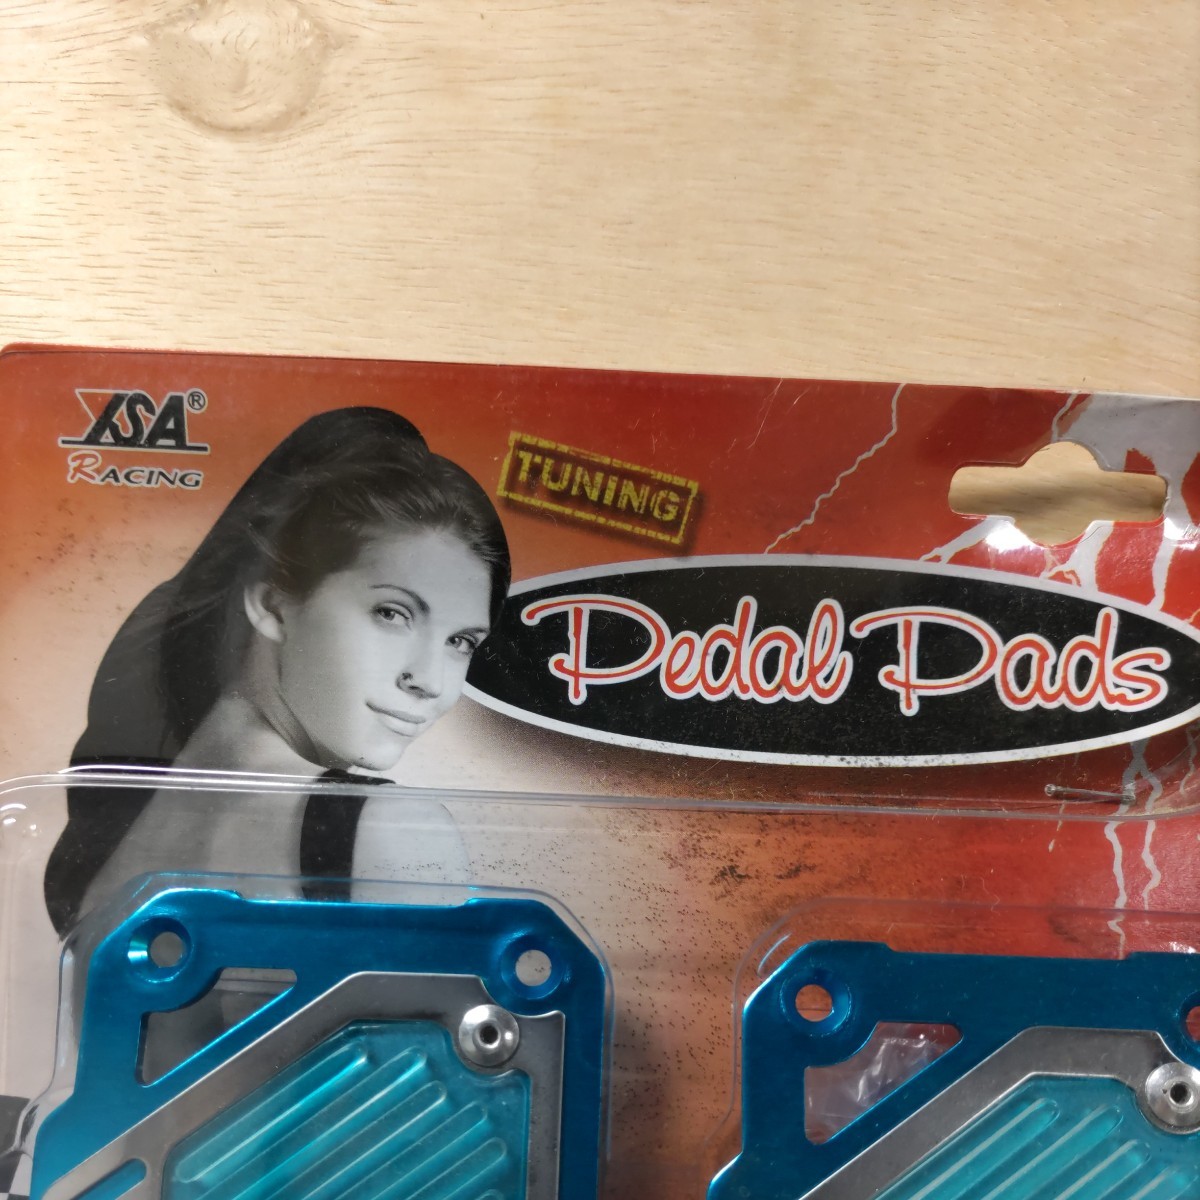 XSA®
RACING
TUNING
Pedal Pads